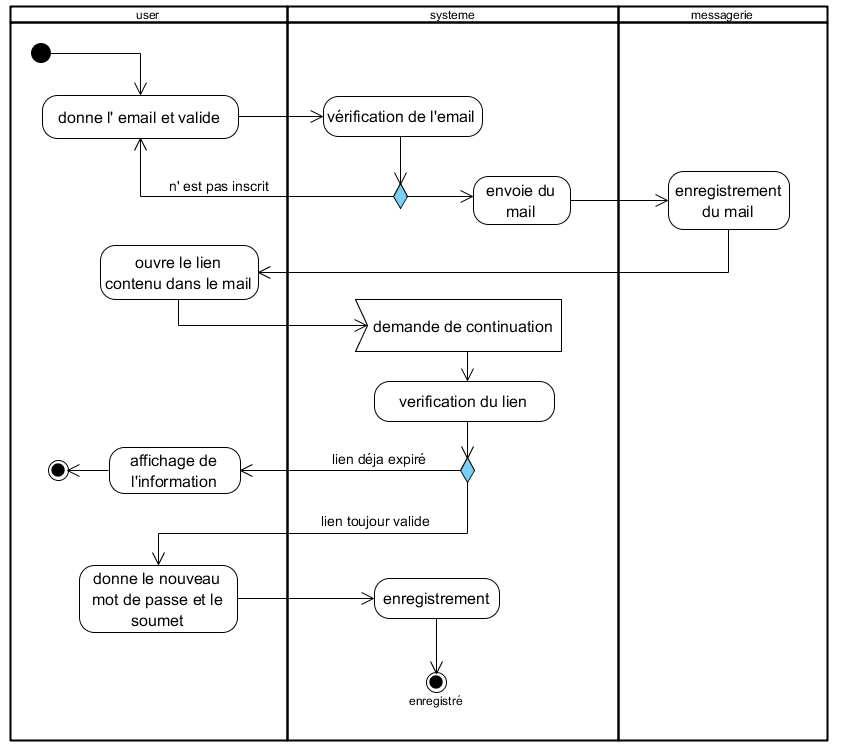 user
systeme
messagerie
donne l' email et valide
vérification de l'email
n' est pas inscrit
envoie du
mail
enregistrement
du mail
ouvre le lien
contenu dans le mail
demande de continuation
verification du lien
lien déja expiré
affichage de
l'information
lien toujour valide
donne le nouveau
mot de passe et le
soumet
enregistrement
enregistré